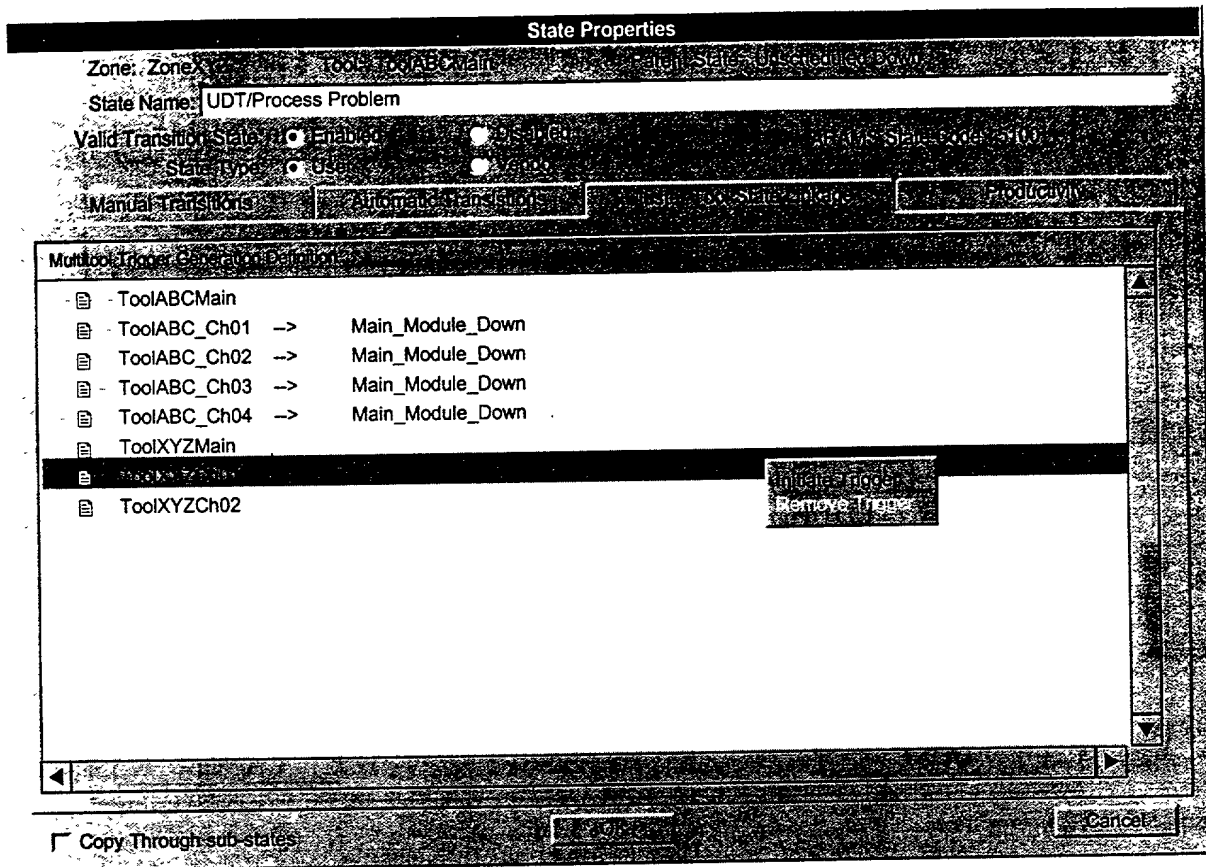 State Properties
Zone: ZoneXYZ Tool: ToolABCMain Parent State: Unscheduled Down
State Name: UDT/Process Problem
Valid Transition State Enabled Disabled ARAMS State Code: 5100
State Type User Vendor
Manual Transitions Automatic Transistions Tool State Linkage Productivity
Multitool Trigger Generation Definition
ToolABCMain
ToolABC_Ch01 --> Main_Module_Down
ToolABC_Ch02 --> Main_Module_Down
ToolABC_Ch03 --> Main_Module_Down
ToolABC_Ch04 --> Main_Module_Down
ToolXYZMain
Initiate Trigger
Remove Trigger
ToolXYZCh02
Copy Through sub-states
Cancel